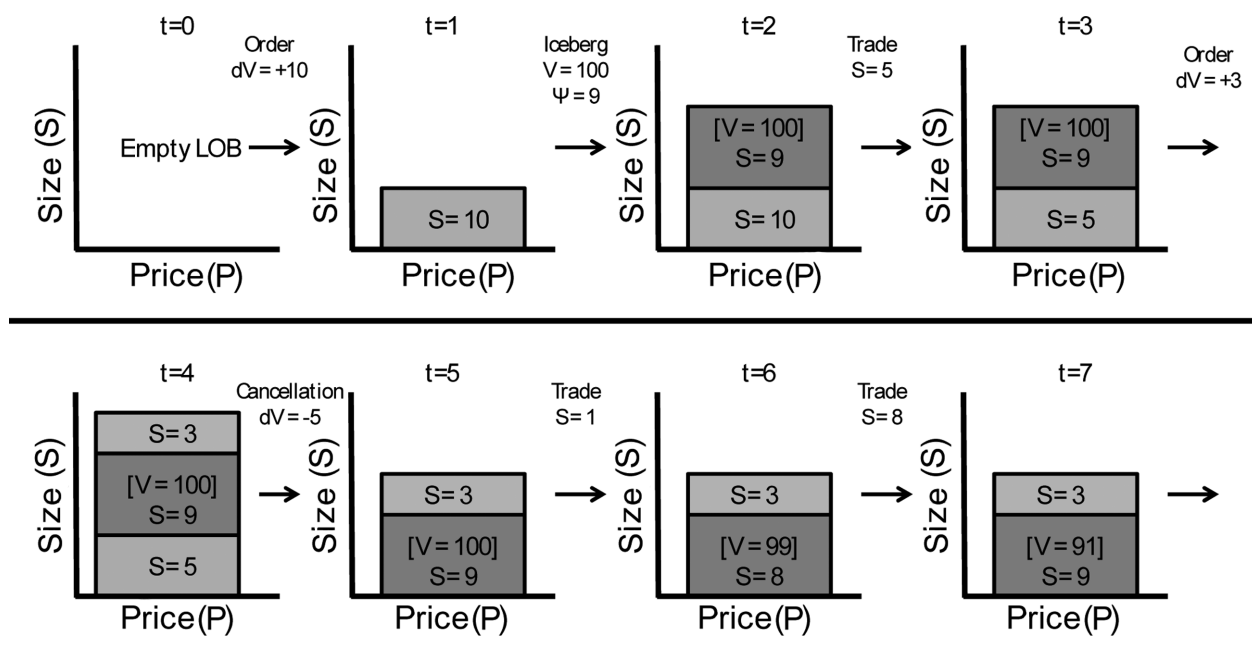 t=0
Order
dV = +10
Empty LOB
Size (S)
Price (P)
t=1
Iceberg
V = 100
Ψ = 9
S= 10
Size (S)
Price (P)
t=2
Trade
S= 5
[V = 100]
S= 9
S= 10
Size (S)
Price (P)
t=3
Order
dV = +3
[V = 100]
S= 9
S= 5
Size (S)
Price (P)
t=4
Cancellation
dV = -5
S= 3
[V = 100]
S= 9
S= 5
Size (S)
Price (P)
t=5
Trade
S= 1
S= 3
[V = 100]
S= 9
Size (S)
Price (P)
t=6
Trade
S= 8
S= 3
[V = 99]
S= 8
Size (S)
Price (P)
t=7
S= 3
[V = 91]
S= 9
Size (S)
Price (P)